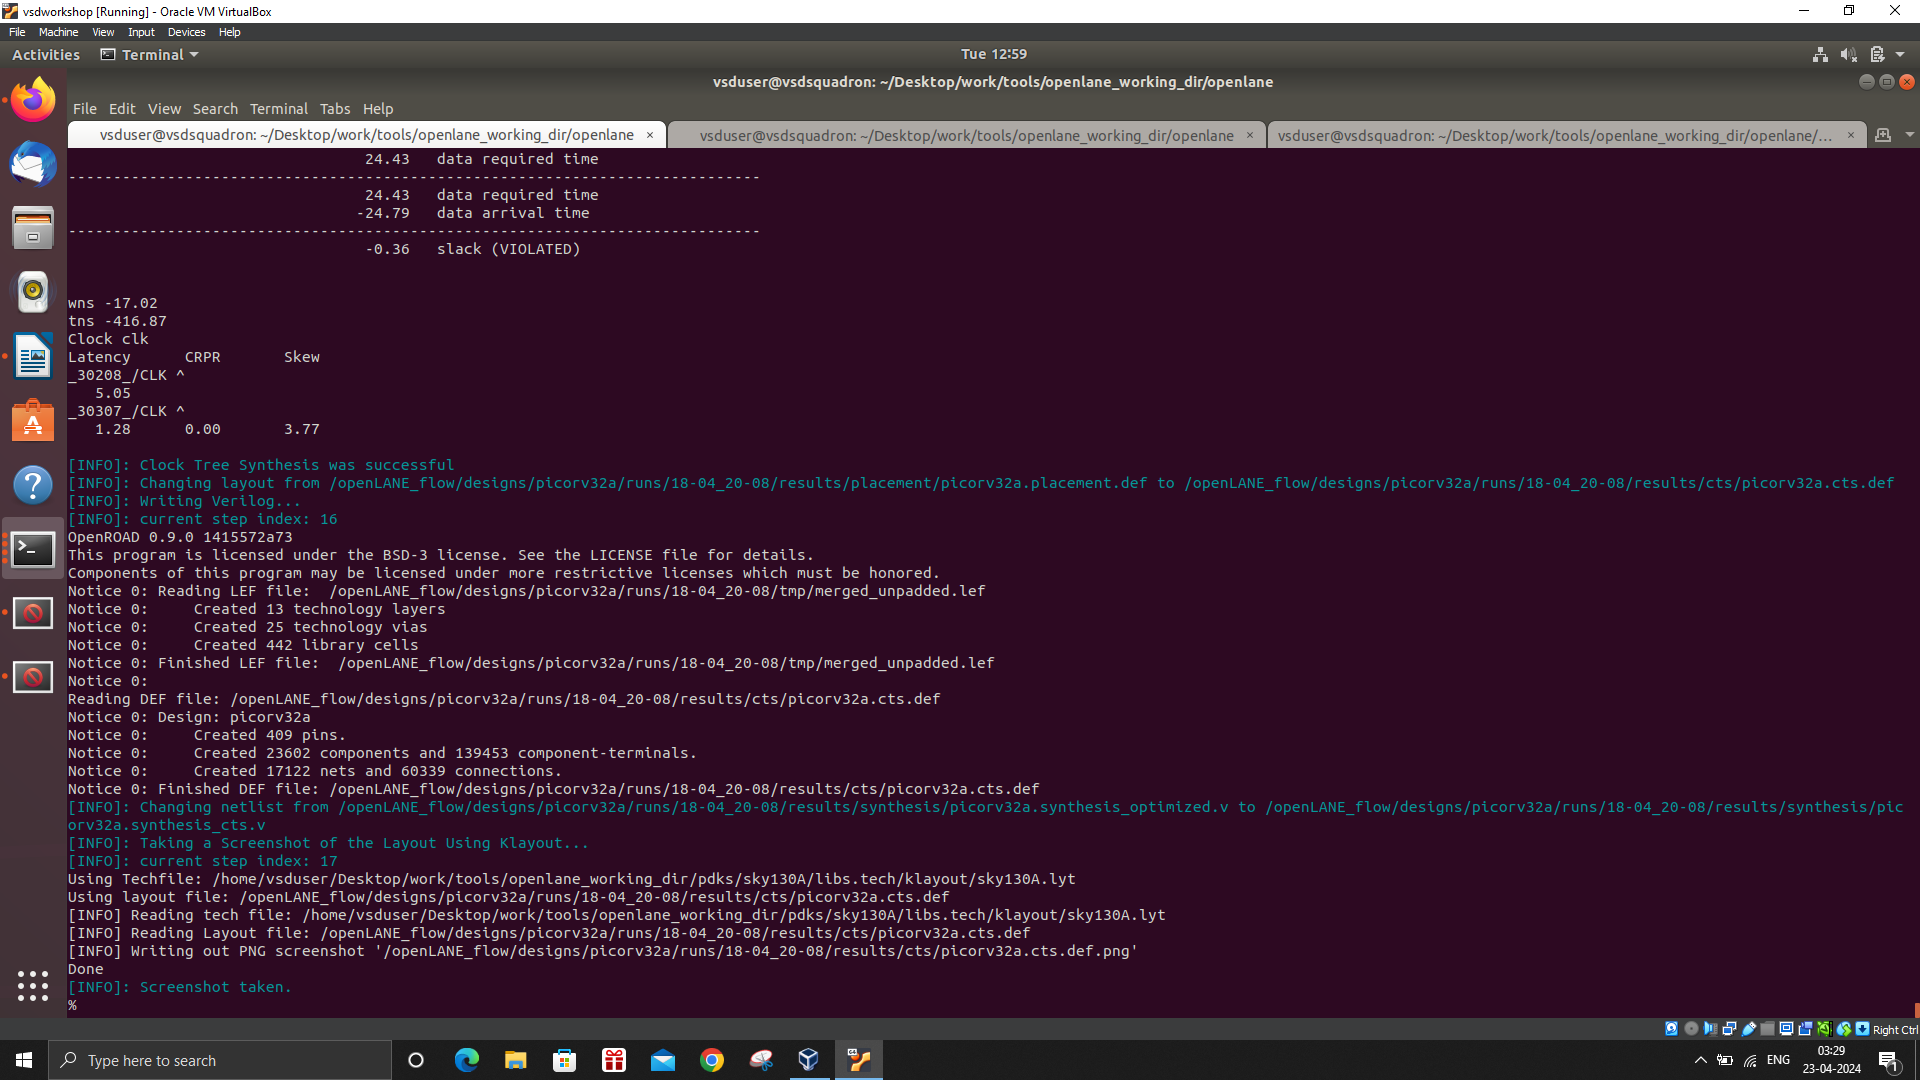 vsdworkshop [Running] - Oracle VM VirtualBox
File Machine View Input Devices Help
Activities Terminal Tue 12:59
vsduser@vsdsquadron: ~/Desktop/work/tools/openlane_working_dir/openlane
File Edit View Search Terminal Tabs Help
vsduser@vsdsquadron: ~/Desktop/work/tools/openlane_working_dir/openlane × vsduser@vsdsquadron: ~/Desktop/work/tools/openlane_working_dir/openlane × vsduser@vsdsquadron: ~/Desktop/work/tools/openlane_working_dir/openlane/... ×
24.43 data required time
-----------------------------------------------------------------------------
24.43 data required time
-24.79 data arrival time
-----------------------------------------------------------------------------
-0.36 slack (VIOLATED)
wns -17.02
tns -416.87
Clock clk
Latency CRPR Skew
_30208_/CLK ^
5.05
_30307_/CLK ^
1.28 0.00 3.77
[INFO]: Clock Tree Synthesis was successful
[INFO]: Changing layout from /openLANE_flow/designs/picorv32a/runs/18-04_20-08/results/placement/picorv32a.placement.def to /openLANE_flow/designs/picorv32a/runs/18-04_20-08/results/cts/picorv32a.cts.def
[INFO]: Writing Verilog...
[INFO]: current step index: 16
OpenROAD 0.9.0 1415572a73
This program is licensed under the BSD-3 license. See the LICENSE file for details.
Components of this program may be licensed under more restrictive licenses which must be honored.
Notice 0: Reading LEF file: /openLANE_flow/designs/picorv32a/runs/18-04_20-08/tmp/merged_unpadded.lef
Notice 0: Created 13 technology layers
Notice 0: Created 25 technology vias
Notice 0: Created 442 library cells
Notice 0: Finished LEF file: /openLANE_flow/designs/picorv32a/runs/18-04_20-08/tmp/merged_unpadded.lef
Notice 0:
Reading DEF file: /openLANE_flow/designs/picorv32a/runs/18-04_20-08/results/cts/picorv32a.cts.def
Notice 0: Design: picorv32a
Notice 0: Created 409 pins.
Notice 0: Created 23602 components and 139453 component-terminals.
Notice 0: Created 17122 nets and 60339 connections.
Notice 0: Finished DEF file: /openLANE_flow/designs/picorv32a/runs/18-04_20-08/results/cts/picorv32a.cts.def
[INFO]: Changing netlist from /openLANE_flow/designs/picorv32a/runs/18-04_20-08/results/synthesis/picorv32a.synthesis_optimized.v to /openLANE_flow/designs/picorv32a/runs/18-04_20-08/results/synthesis/pic
orv32a.synthesis_cts.v
[INFO]: Taking a Screenshot of the Layout Using Klayout...
[INFO]: current step index: 17
Using Techfile: /home/vsduser/Desktop/work/tools/openlane_working_dir/pdks/sky130A/libs.tech/klayout/sky130A.lyt
Using layout file: /openLANE_flow/designs/picorv32a/runs/18-04_20-08/results/cts/picorv32a.cts.def
[INFO] Reading tech file: /home/vsduser/Desktop/work/tools/openlane_working_dir/pdks/sky130A/libs.tech/klayout/sky130A.lyt
[INFO] Reading Layout file: /openLANE_flow/designs/picorv32a/runs/18-04_20-08/results/cts/picorv32a.cts.def
[INFO] Writing out PNG screenshot '/openLANE_flow/designs/picorv32a/runs/18-04_20-08/results/cts/picorv32a.cts.def.png'
Done
[INFO]: Screenshot taken.
%
Right Ctrl
Type here to search
ENG
03:29
23-04-2024
1